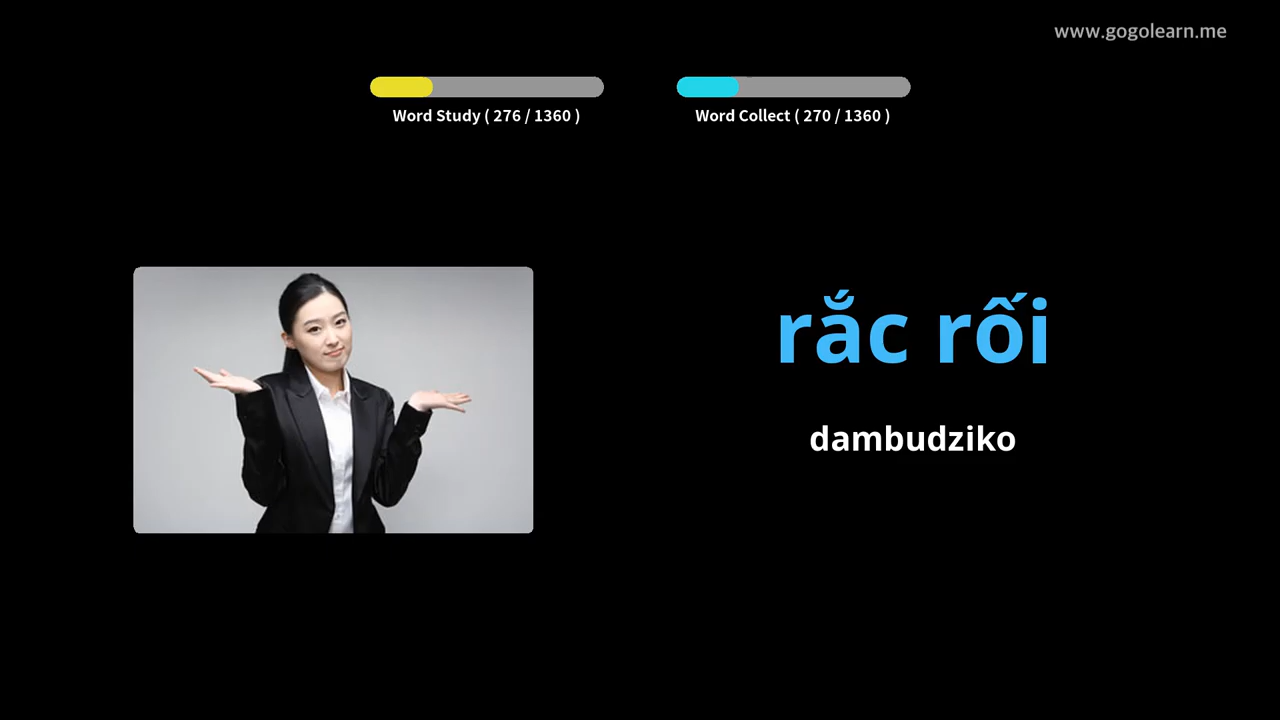 www.gogolearn.me
Word Study ( 276 / 1360 )
Word Collect ( 270 / 1360 )
rắc rối
dambudziko